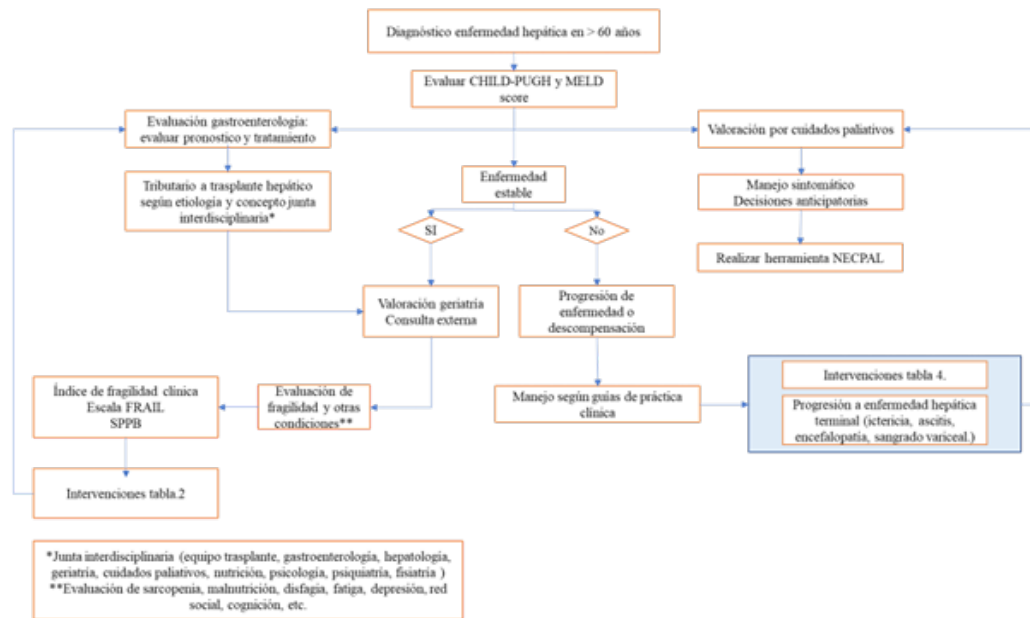 Diagnóstico enfermedad hepática en > 60 años
Evaluar CHILD-PUGH y MELD
score
Evaluación gastroenterología:
evaluar pronostico y tratamiento
Valoración por cuidados paliativos
Tributario a trasplante hepático
según etiología y concepto junta
interdisciplinaria*
Enfermedad
estable
Manejo sintomático
Decisiones anticipatorias
SI
No
Realizar herramienta NECPAL
Valoración geriatría
Consulta externa
Progresión de
enfermedad o
descompensación
Índice de fragilidad clínica
Escala FRAIL
SPPB
Evaluación de
fragilidad y otras
condiciones**
Manejo según guías de práctica
clínica
Intervenciones tabla 4.
Progresión a enfermedad hepática
terminal (ictericia, ascitis,
encefalopatía, sangrado variceal.)
Intervenciones tabla.2
*Junta interdisciplinaria (equipo trasplante, gastroenterología, hepatología,
geriatría, cuidados paliativos, nutrición, psicología, psiquiatría, fisiatría )
**Evaluación de sarcopenia, malnutrición, disfagia, fatiga, depresión, red
social, cognición, etc.